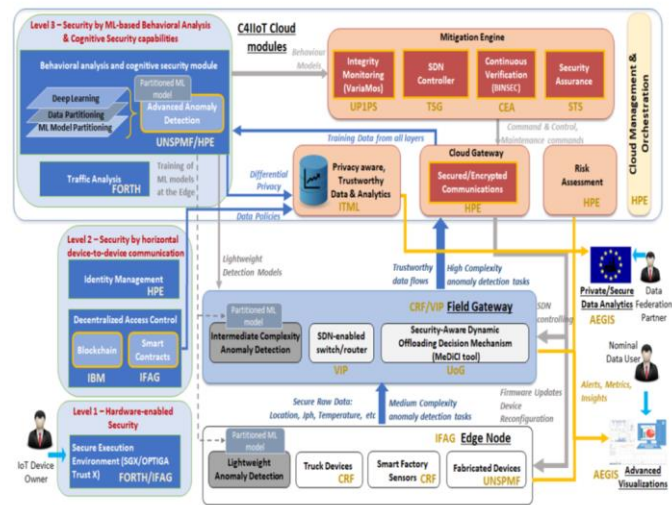 Level 3 – Security by ML-based Behavioral Analysis
& Cognitive Security capabilities
Behavioral analysis and cognitive security module
Partitioned ML
model
Deep Learning
Data Partitioning
ML Model Partitioning
Advanced Anomaly
Detection
UNSPMF/HPE
Traffic Analysis
FORTH
Training of
ML models
at the Edge
C4IIoT Cloud
modules
Behaviour
Models
Mitigation Engine
Integrity
Monitoring
(VariaMos)
UP1PS
SDN
Controller
TSG
Continuous
Verification
(BINSEC)
CEA
Security
Assurance
STS
Cloud Management &
Orchestration
HPE
Training Data from all layers
Command & Control,
Maintenance commands
Differential
Privacy
Data Policies
Privacy aware,
Trustworthy
Data & Analytics
ITML
Cloud Gateway
Secured/Encrypted
Communications
HPE
Risk
Assessment
HPE
Level 2 – Security by horizontal
device-to-device communication
Identity Management
HPE
Decentralized Access Control
Blockchain
IBM
Smart
Contracts
IFAG
Lightweight
Detection Models
Trustworthy
data flows
High Complexity
anomaly detection tasks
SDN
controlling
Private/Secure
Data Analytics
AEGIS
Data
Federation
Partner
CRF/VIP Field Gateway
Partitioned ML
model
Intermediate Complexity
Anomaly Detection
SDN-enabled
switch/router
VIP
Security-Aware Dynamic
Offloading Decision Mechanism
(MeDICI tool)
UoG
Nominal
Data User
Alerts, Metrics,
Insights
Secure Raw Data:
Location, Jph, Temperature, etc
Medium Complexity
anomaly detection tasks
Firmware Updates
Device
Reconfiguration
Level 1 – Hardware-enabled
Security
Secure Execution
Environment (SGX/OPTIGA
Trust X)
FORTH/IFAG
IoT Device
Owner
IFAG Edge Node
Partitioned ML
model
Lightweight
Anomaly Detection
Truck Devices
CRF
Smart Factory
Sensors CRF
Fabricated Devices
UNSPMF
AEGIS Advanced
Visualizations